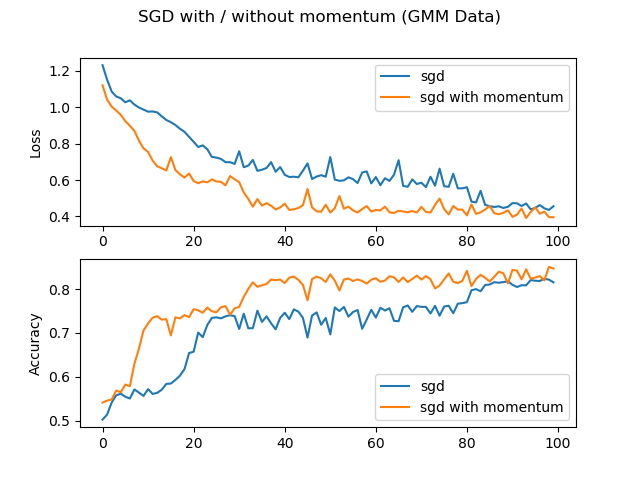 SGD with / without momentum (GMM Data)
Loss
1.2
1.0
0.8
0.6
0.4
sgd
sgd with momentum
0 20 40 60 80 100
Accuracy
0.8
0.7
0.6
0.5
sgd
sgd with momentum
0 20 40 60 80 100